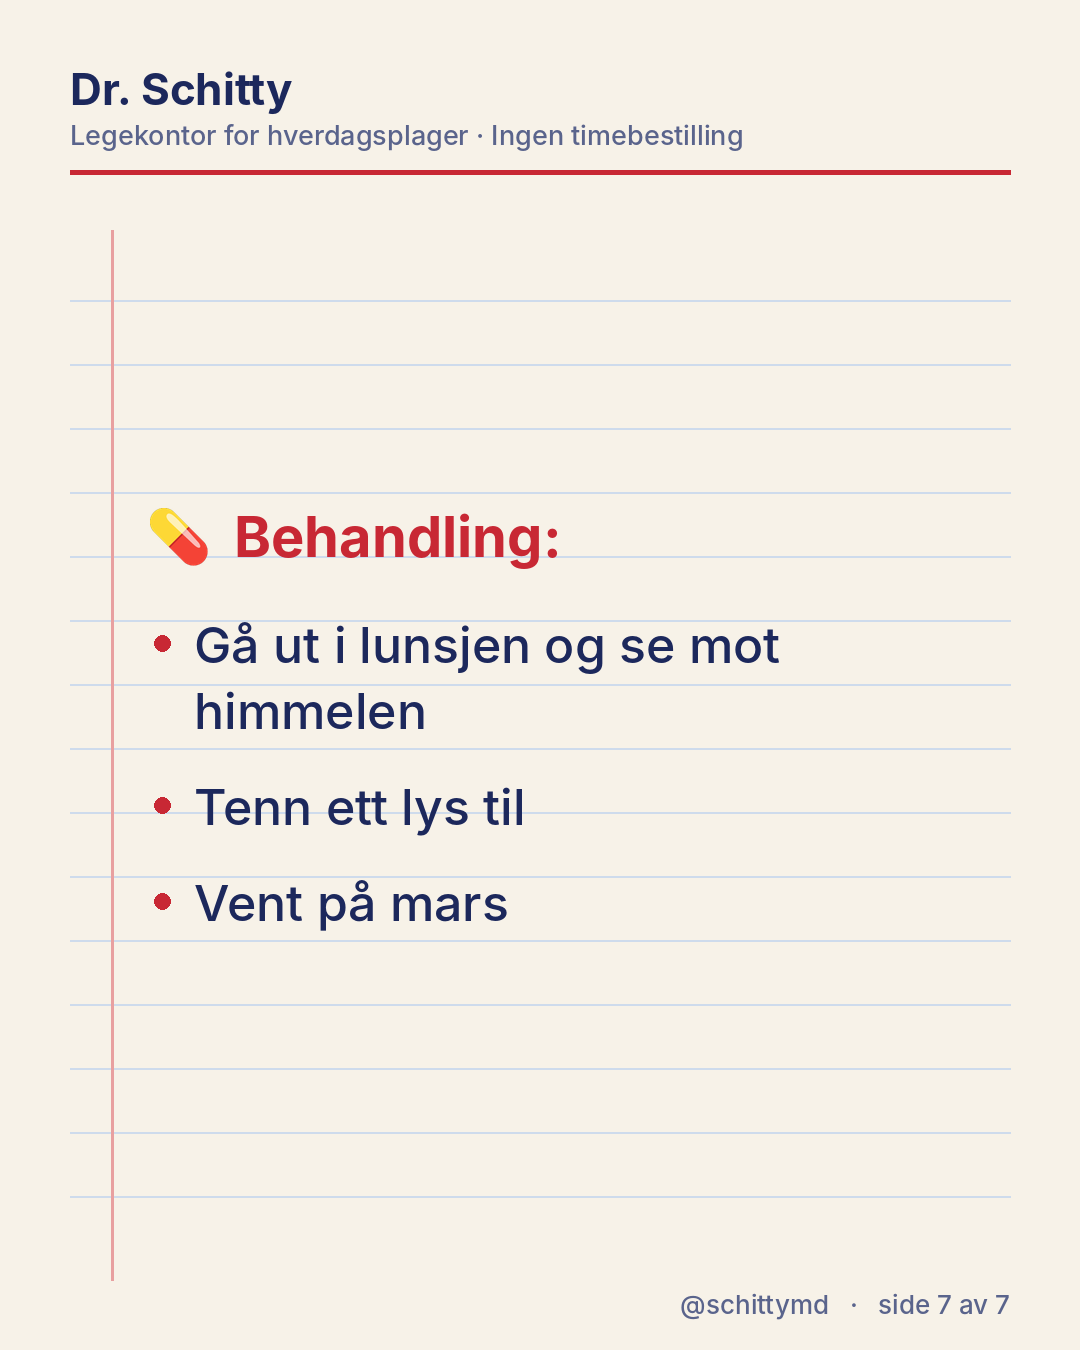 Dr. Schitty
Legekontor for hverdagsplager · Ingen timebestilling
💊 Behandling:
• Gå ut i lunsjen og se mot
himmelen
• Tenn ett lys til
• Vent på mars
@schittymd · side 7 av 7